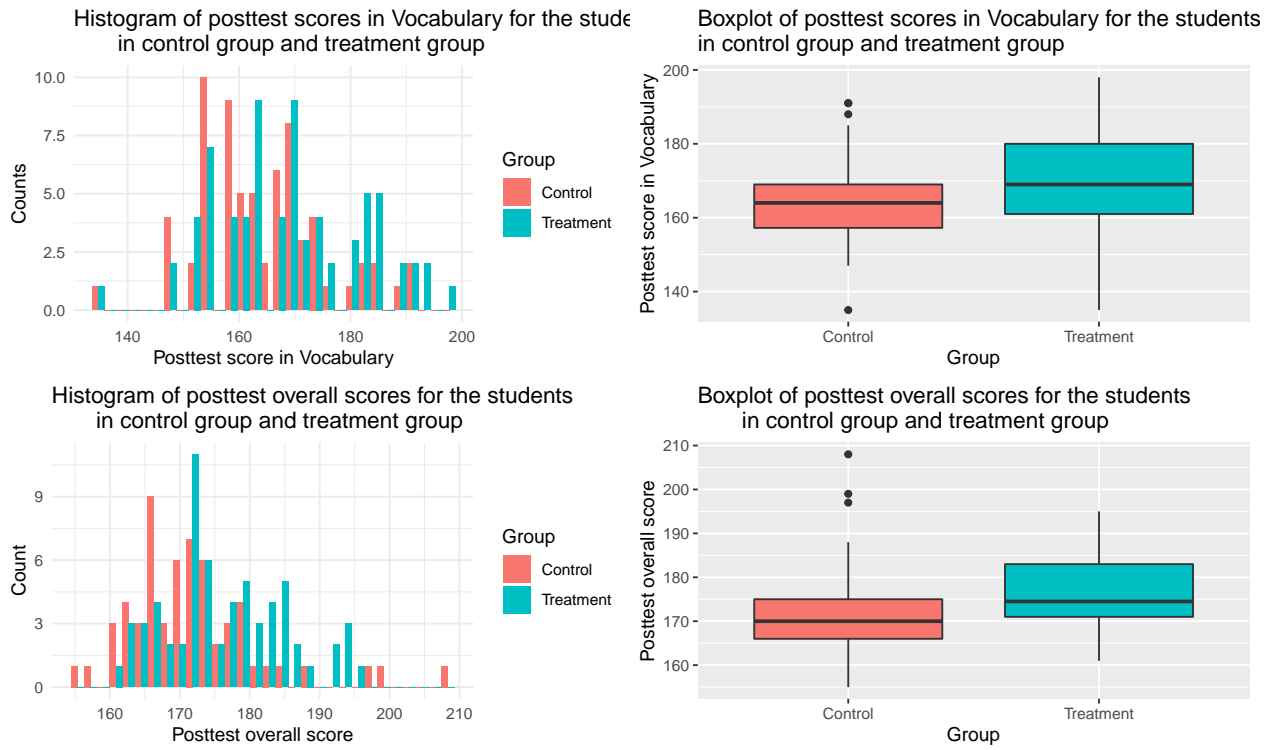 Histogram of posttest scores in Vocabulary for the stude
in control group and treatment group
10.0
7.5
5.0
2.5
0.0
Counts
140
160
180
200
Posttest score in Vocabulary
Group
Control
Treatment
Boxplot of posttest scores in Vocabulary for the students
in control group and treatment group
200
180
160
140
Posttest score in Vocabulary
Control
Treatment
Group
Histogram of posttest overall scores for the students
in control group and treatment group
9
6
3
0
Count
160
170
180
190
200
210
Posttest overall score
Group
Control
Treatment
Boxplot of posttest overall scores for the students
in control group and treatment group
210
200
190
180
170
160
Posttest overall score
Control
Treatment
Group